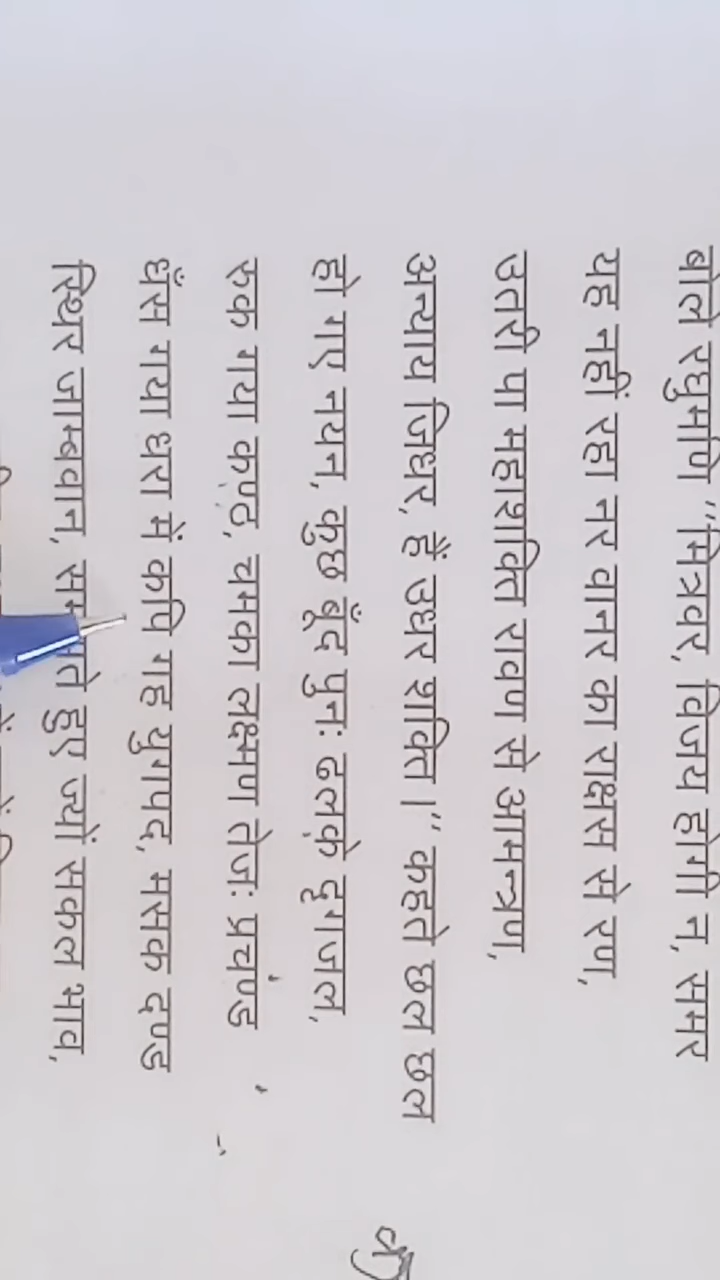 बोले रघुमणि "मित्रवर, विजय होगी न, समर
यह नहीं रहा नर वानर का राक्षस से रण,
उतरी पा महाशक्ति रावण से आमन्त्रण,
अन्याय जिधर, हैं उधर शक्ति।" कहते छल छल
हो गए नयन, कुछ बूँद पुनः ढलके दृगजल,
रुक गया कण्ठ, चमका लक्ष्मण तेजः प्रचण्ड
धँस गया धरा में कपि गह युगपद, मसक दण्ड
स्थिर जाम्बवान, हुए ज्यों सकल भाव,